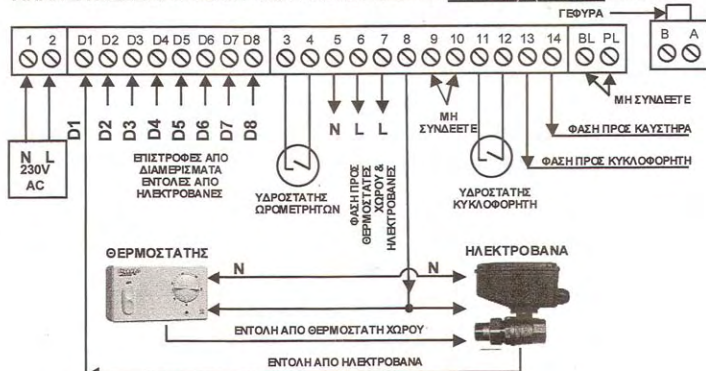 ΓΕΦΥΡΑ
1 2 D1 D2 D3 D4 D5 D6 D7 D8 3 4 5 6 7 8 9 10 11 12 13 14 BL PL B A
D1 D2 D3 D4 D5 D6 D7 D8
N L
230V
AC
ΕΠΙΣΤΡΟΦΕΣ ΑΠΟ
ΔΙΑΜΕΡΙΣΜΑΤΑ
ΕΝΤΟΛΕΣ ΑΠΟ
ΗΛΕΚΤΡΟΒΑΝΕΣ
ΥΔΡΟΣΤΑΤΗΣ
ΩΡΟΜΕΤΡΗΤΩΝ
N L L
ΦΑΣΗ ΠΡΟΣ
ΘΕΡΜΟΣΤΑΤΕΣ
ΧΩΡΟΥ &
ΗΛΕΚΤΡΟΒΑΝΕΣ
ΜΗ
ΣΥΝΔΕΕΤΕ
ΥΔΡΟΣΤΑΤΗΣ
ΚΥΚΛΟΦΟΡΗΤΗ
ΜΗ ΣΥΝΔΕΕΤΕ
ΦΑΣΗ ΠΡΟΣ ΚΑΥΣΤΗΡΑ
ΦΑΣΗ ΠΡΟΣ ΚΥΚΛΟΦΟΡΗΤΗ
ΘΕΡΜΟΣΤΑΤΗΣ
ΗΛΕΚΤΡΟΒΑΝΑ
N N
ΕΝΤΟΛΗ ΑΠΟ ΘΕΡΜΟΣΤΑΤΗ ΧΩΡΟΥ
ΕΝΤΟΛΗ ΑΠΟ ΗΛΕΚΤΡΟΒΑΝΑ